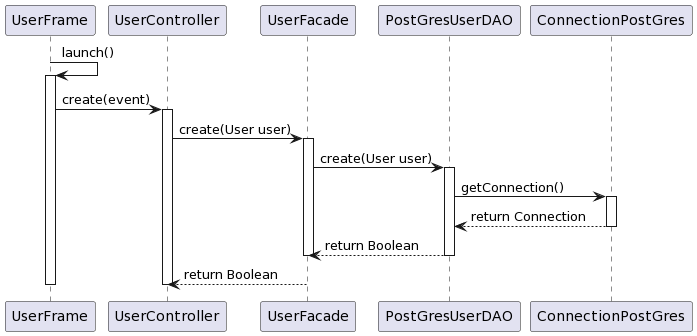 UserFrame UserController UserFacade PostGresUserDAO ConnectionPostGres
launch()
create(event)
create(User user)
create(User user)
getConnection()
return Connection
return Boolean
return Boolean
UserFrame UserController UserFacade PostGresUserDAO ConnectionPostGres